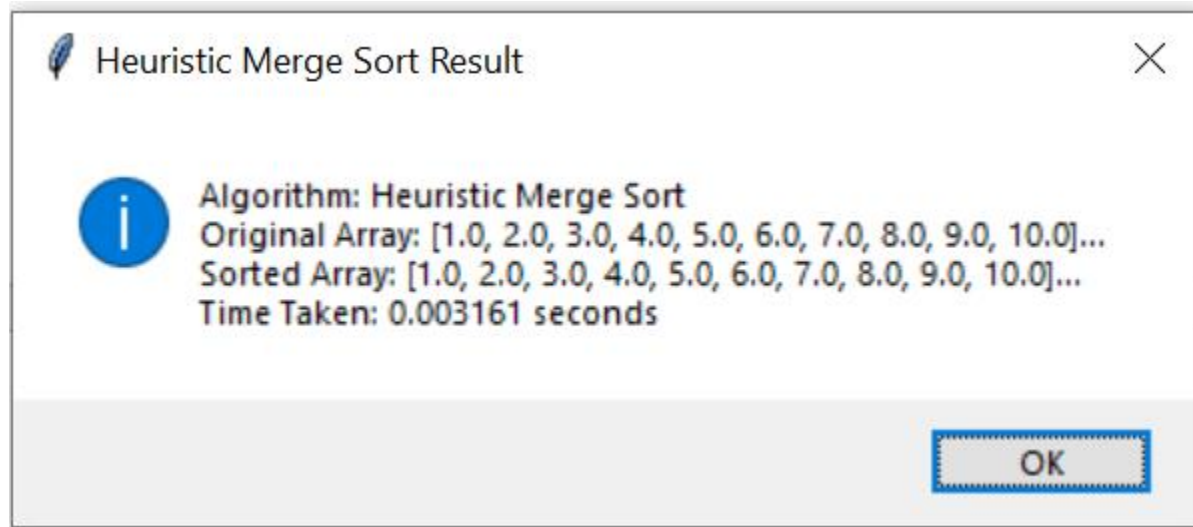 Heuristic Merge Sort Result
Algorithm: Heuristic Merge Sort
Original Array: [1.0, 2.0, 3.0, 4.0, 5.0, 6.0, 7.0, 8.0, 9.0, 10.0]...
Sorted Array: [1.0, 2.0, 3.0, 4.0, 5.0, 6.0, 7.0, 8.0, 9.0, 10.0]...
Time Taken: 0.003161 seconds
OK